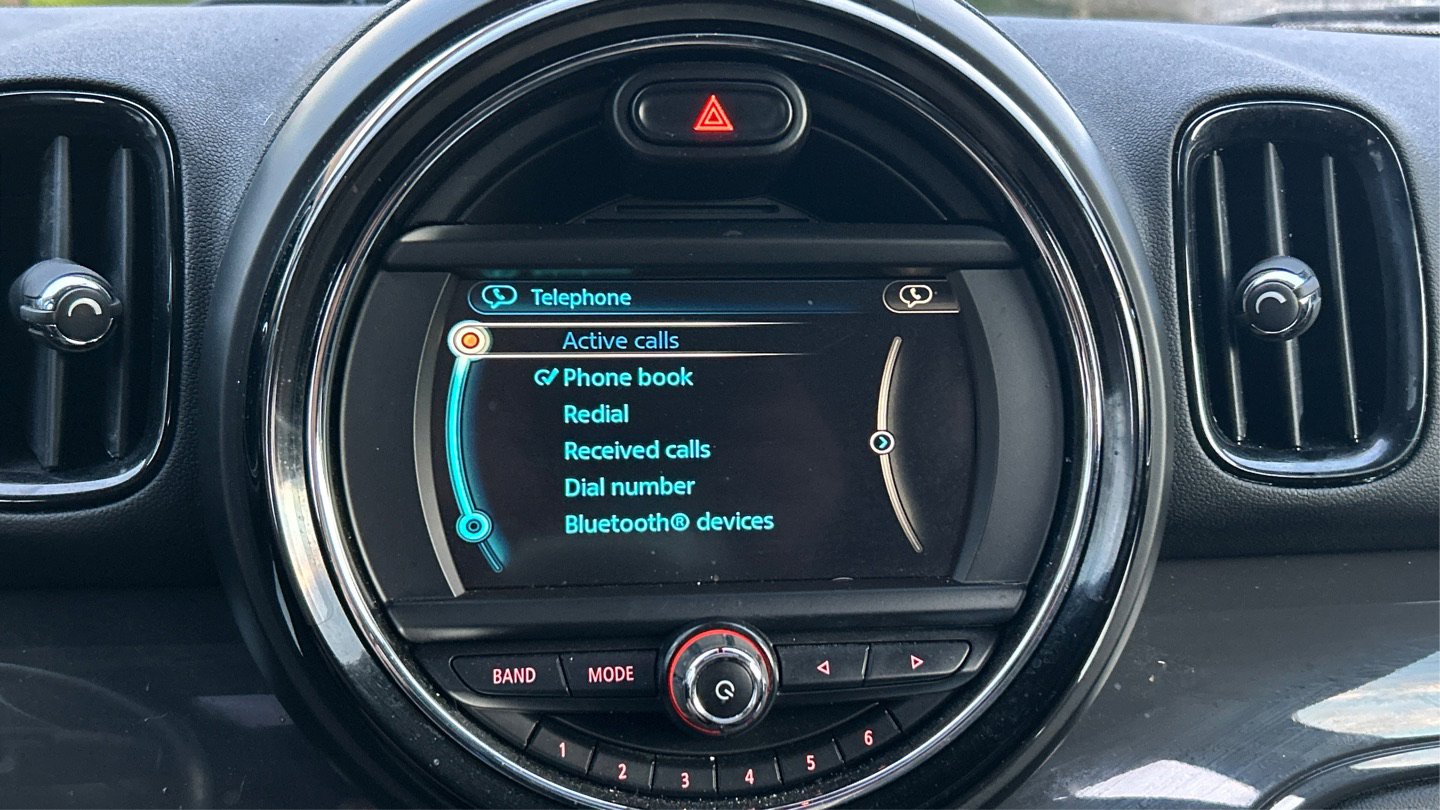 Telephone
Active calls
Phone book
Redial
Received calls
Dial number
Bluetooth® devices
BAND MODE
1 2 3 4 5 6